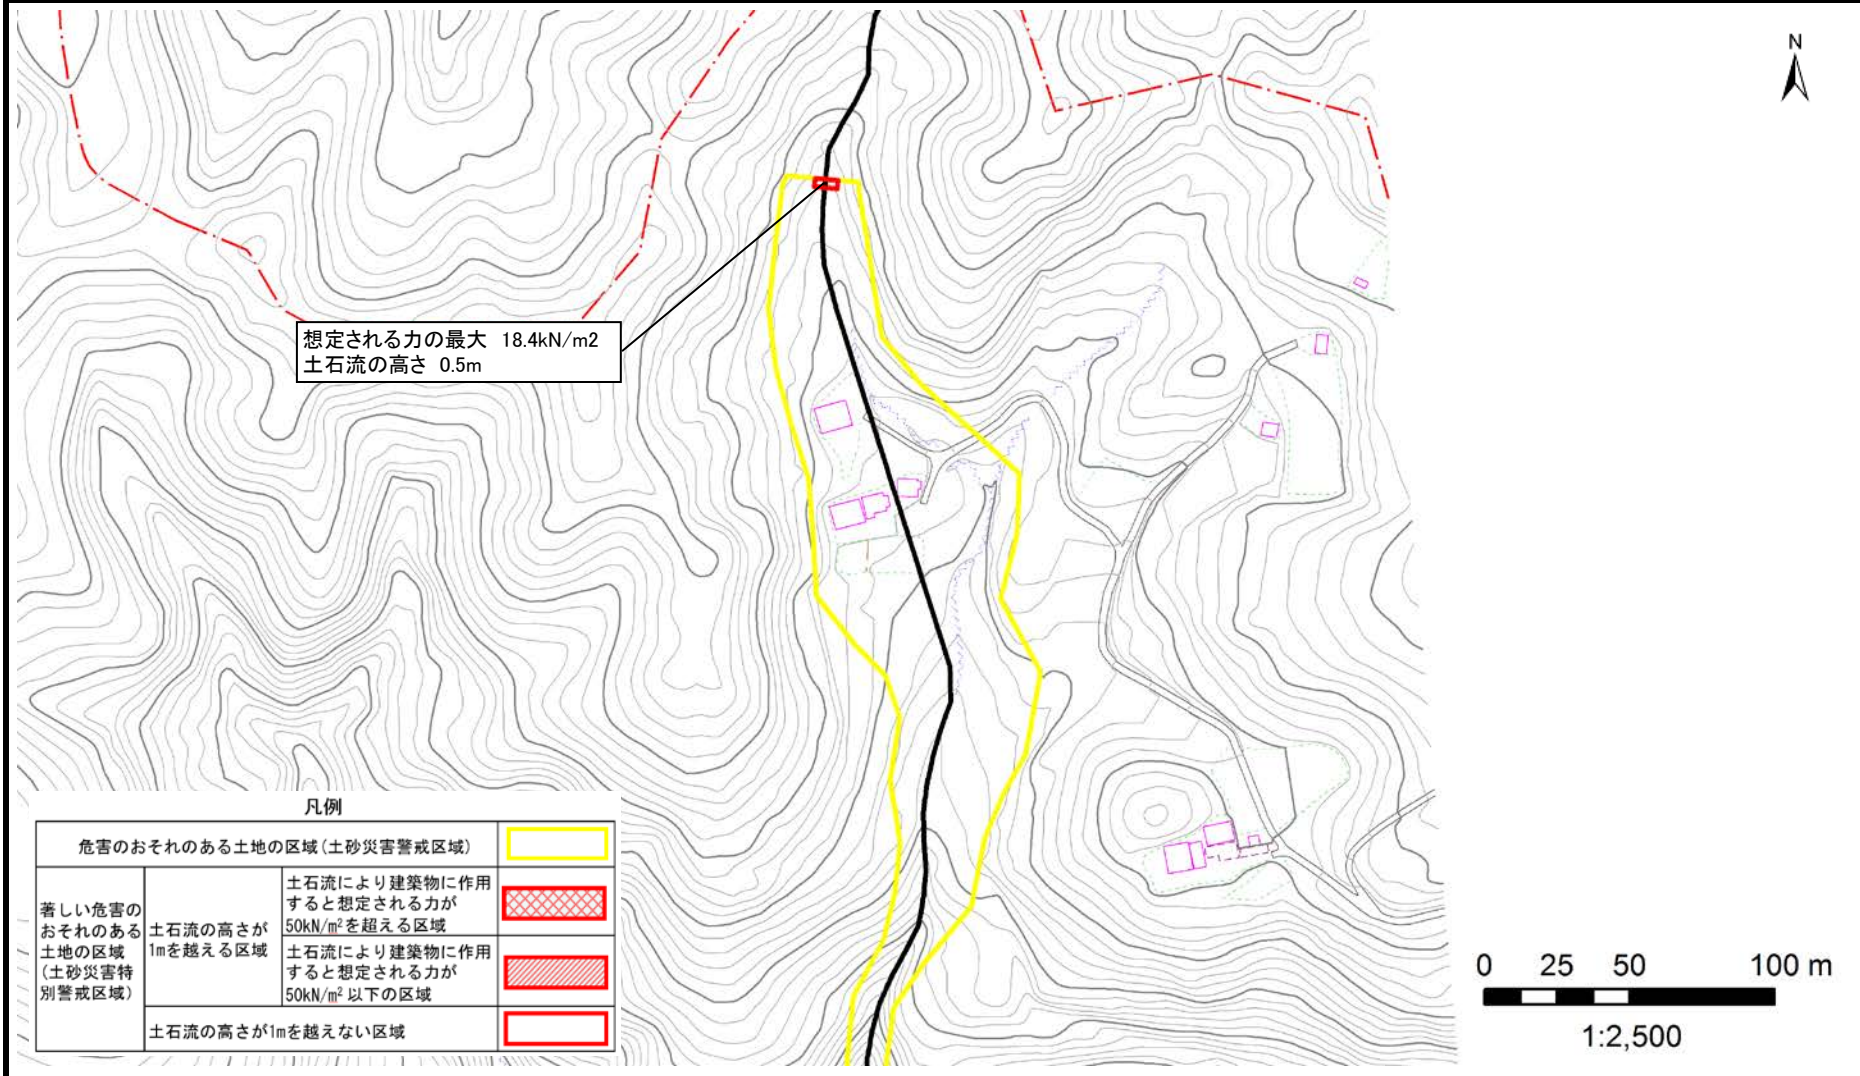 N
想定される力の最大 18.4kN/m2
土石流の高さ 0.5m
凡例
危害のおそれのある土地の区域(土砂災害警戒区域)
著しい危害の
おそれのある
土地の区域
(土砂災害特
別警戒区域)
土石流の高さが
1mを越える区域
土石流により建築物に作用
すると想定される力が
50kN/m²を超える区域
土石流により建築物に作用
すると想定される力が
50kN/m² 以下の区域
土石流の高さが1mを越えない区域
0 25 50 100 m
1:2,500